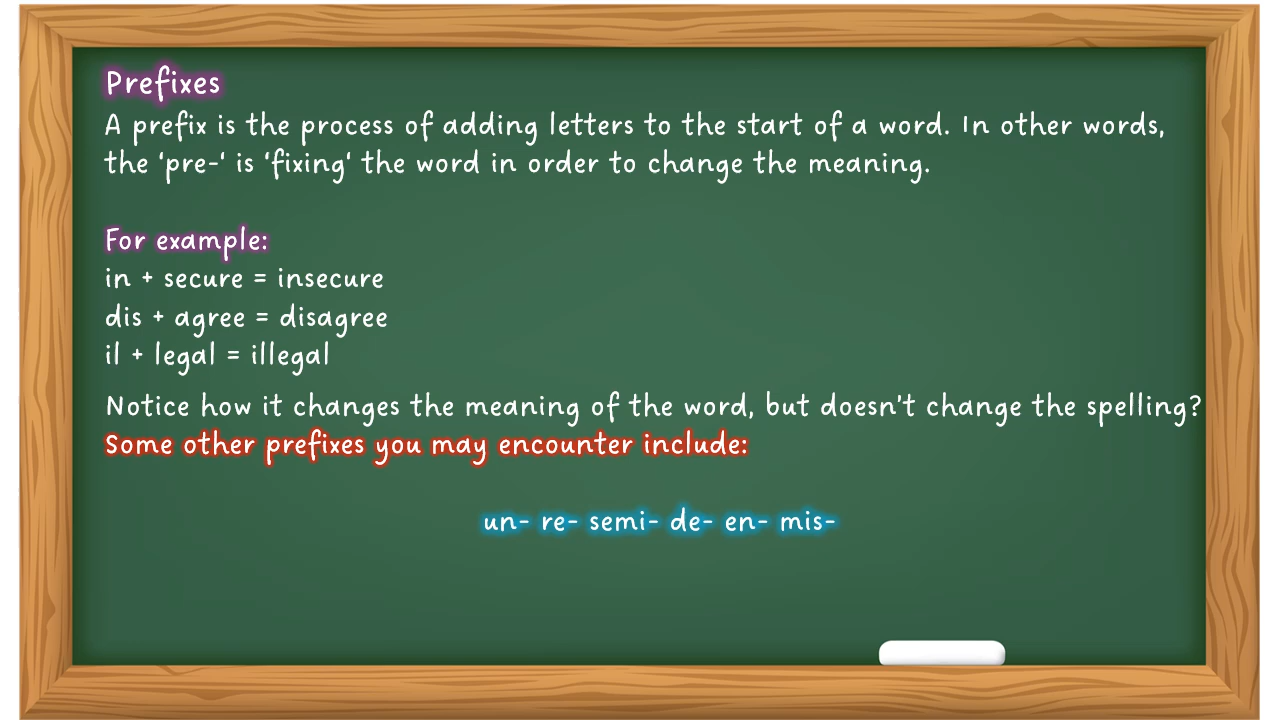 Prefixes
A prefix is the process of adding letters to the start of a word. In other words,
the ‘pre-‘ is ‘fixing‘ the word in order to change the meaning.
For example:
in + secure = insecure
dis + agree = disagree
il + legal = illegal
Notice how it changes the meaning of the word, but doesn’t change the spelling?
Some other prefixes you may encounter include:
un- re- semi- de- en- mis-